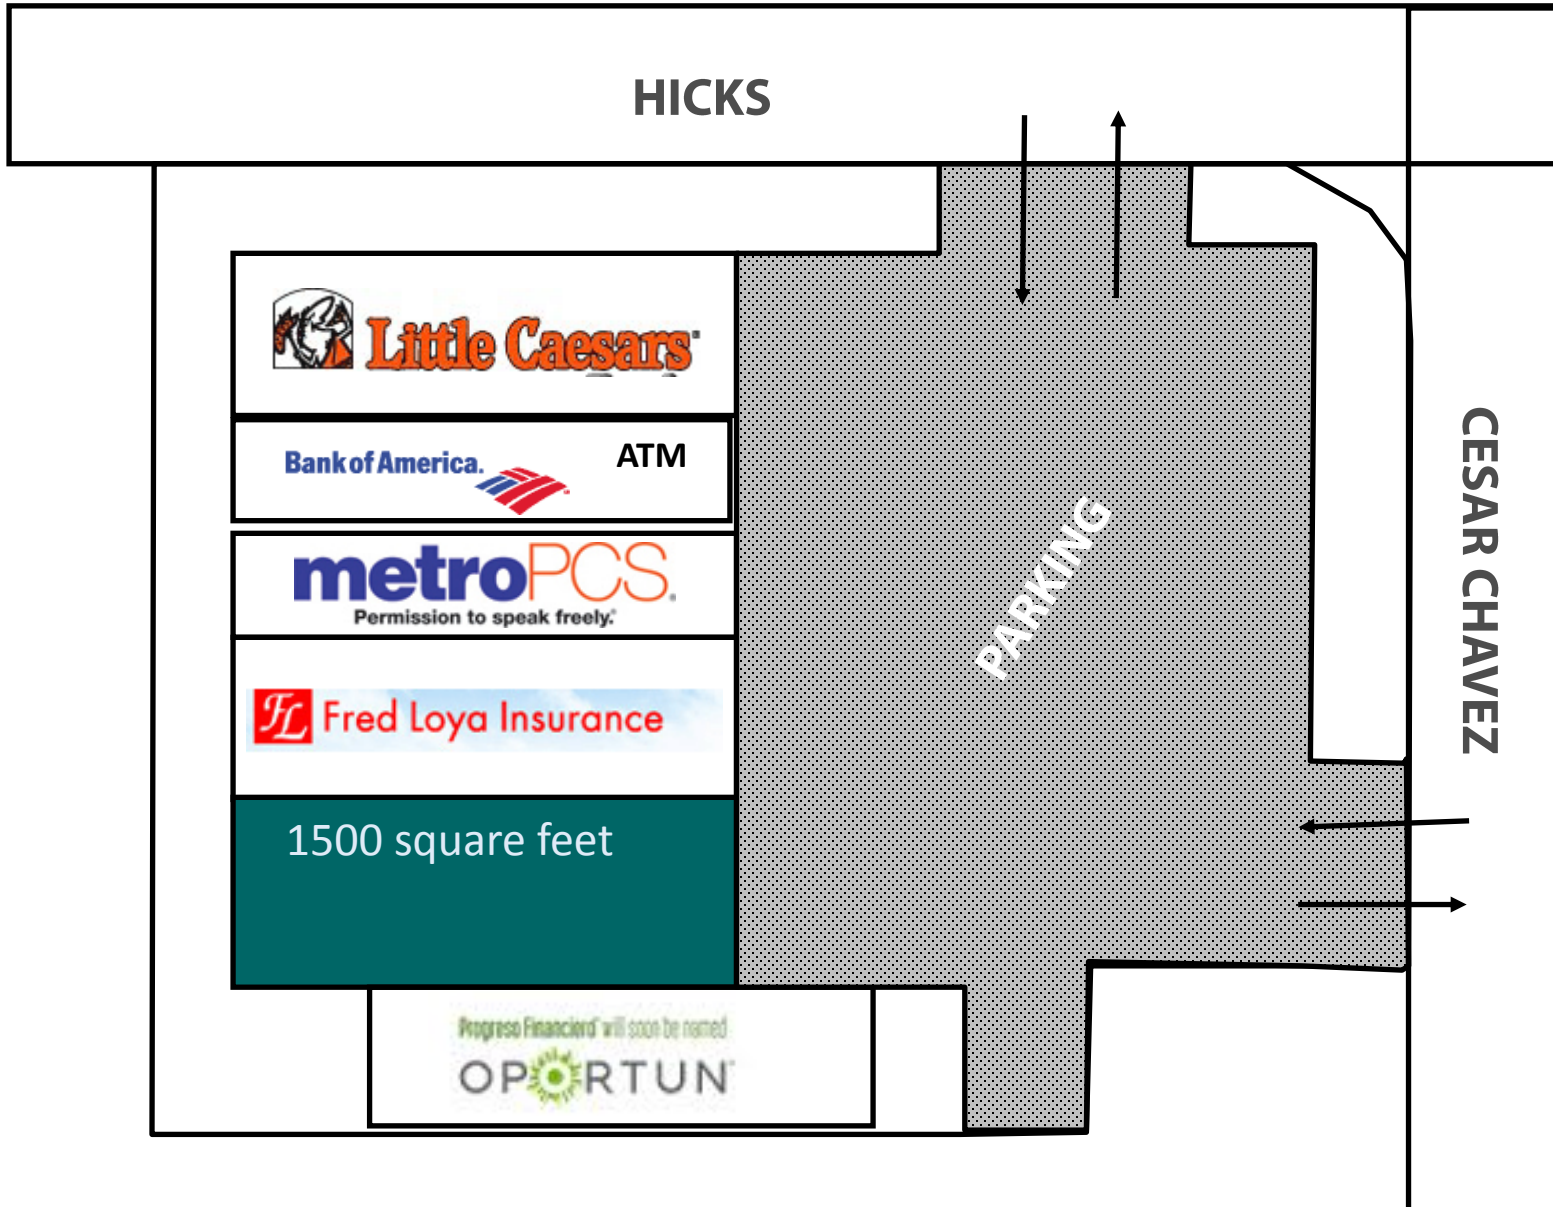 HICKS
Little Caesars
Bank of America.
ATM
metroPCS.
Permission to speak freely.
FL Fred Loya Insurance
1500 square feet
Progreso Financiero will soon be named
OPORTUN
PARKING
CESAR CHAVEZ